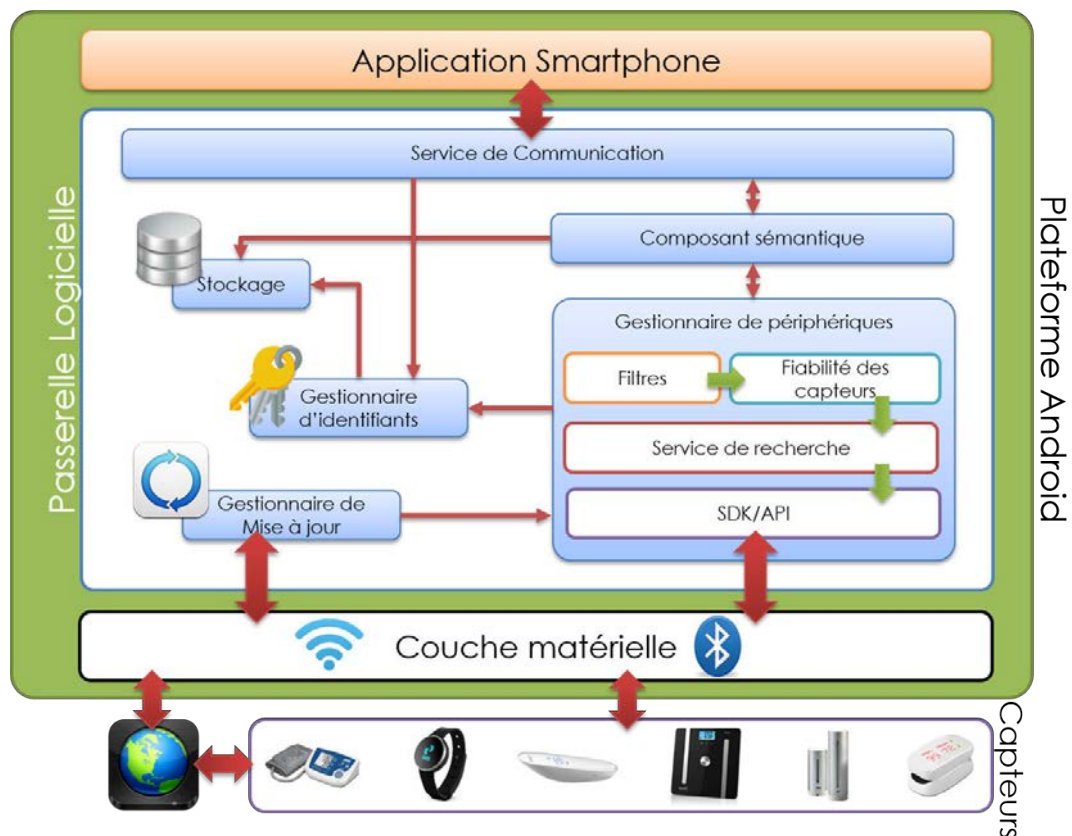 Application Smartphone
Passerelle Logicielle
Plateforme Android
Service de Communication
Composant sémantique
Stockage
Gestionnaire de périphériques
Filtres
Fiabilité des
capteurs
Gestionnaire
d'identifiants
Service de recherche
Gestionnaire de
Mise à jour
SDK/API
Couche matérielle
Capteurs